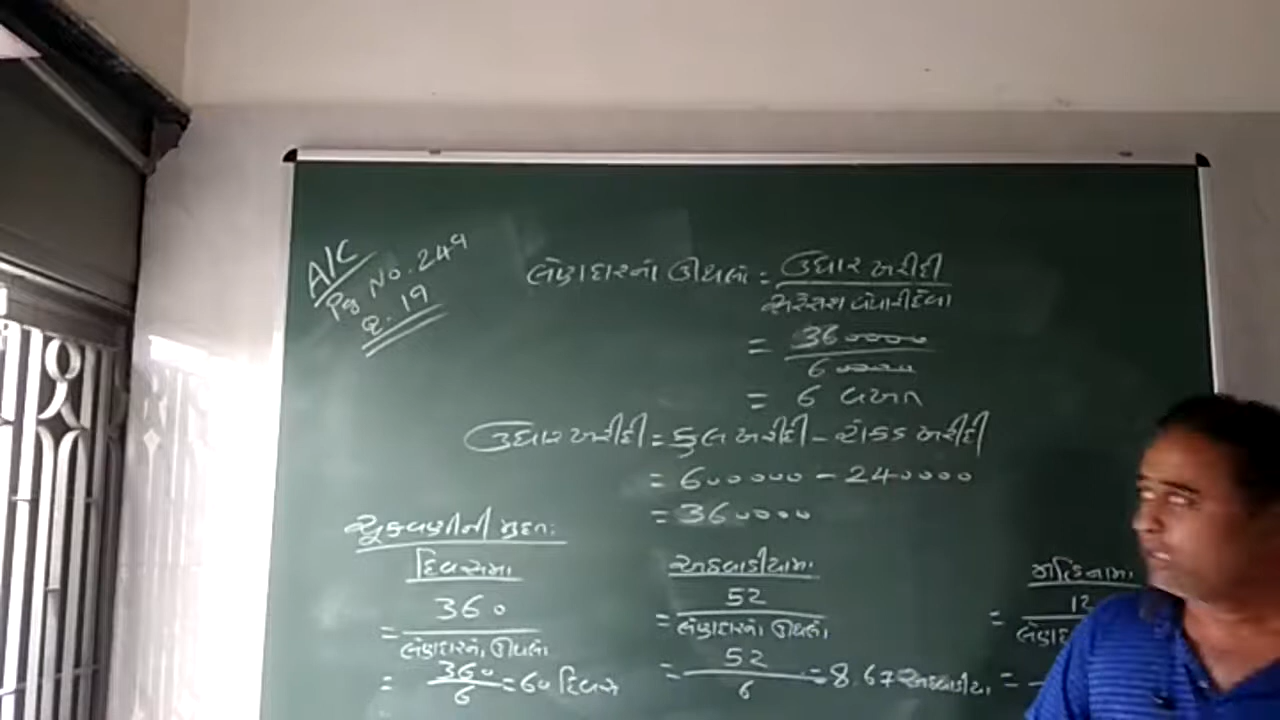 A/C
Pg No. 249
Q. 19
લેણદારનાં ઊથલાં = ઉધાર ખરીદી
સરેરાશ વેપારીદેવા
= 360000
60000
= 6 વખત
ઉધાર ખરીદી = કુલ ખરીદી - રોકડ ખરીદી
= 600000 - 240000
= 360000
ચૂકવણીની મુદત:
દિવસમા
= 360
લેણદારનાં ઊથલાં
= 360
6
= 60 દિવસ
અઠવાડીયામા
= 52
લેણદારનાં ઊથલાં
= 52
6
= 8.67 અઠવાડીયા
= 12
=